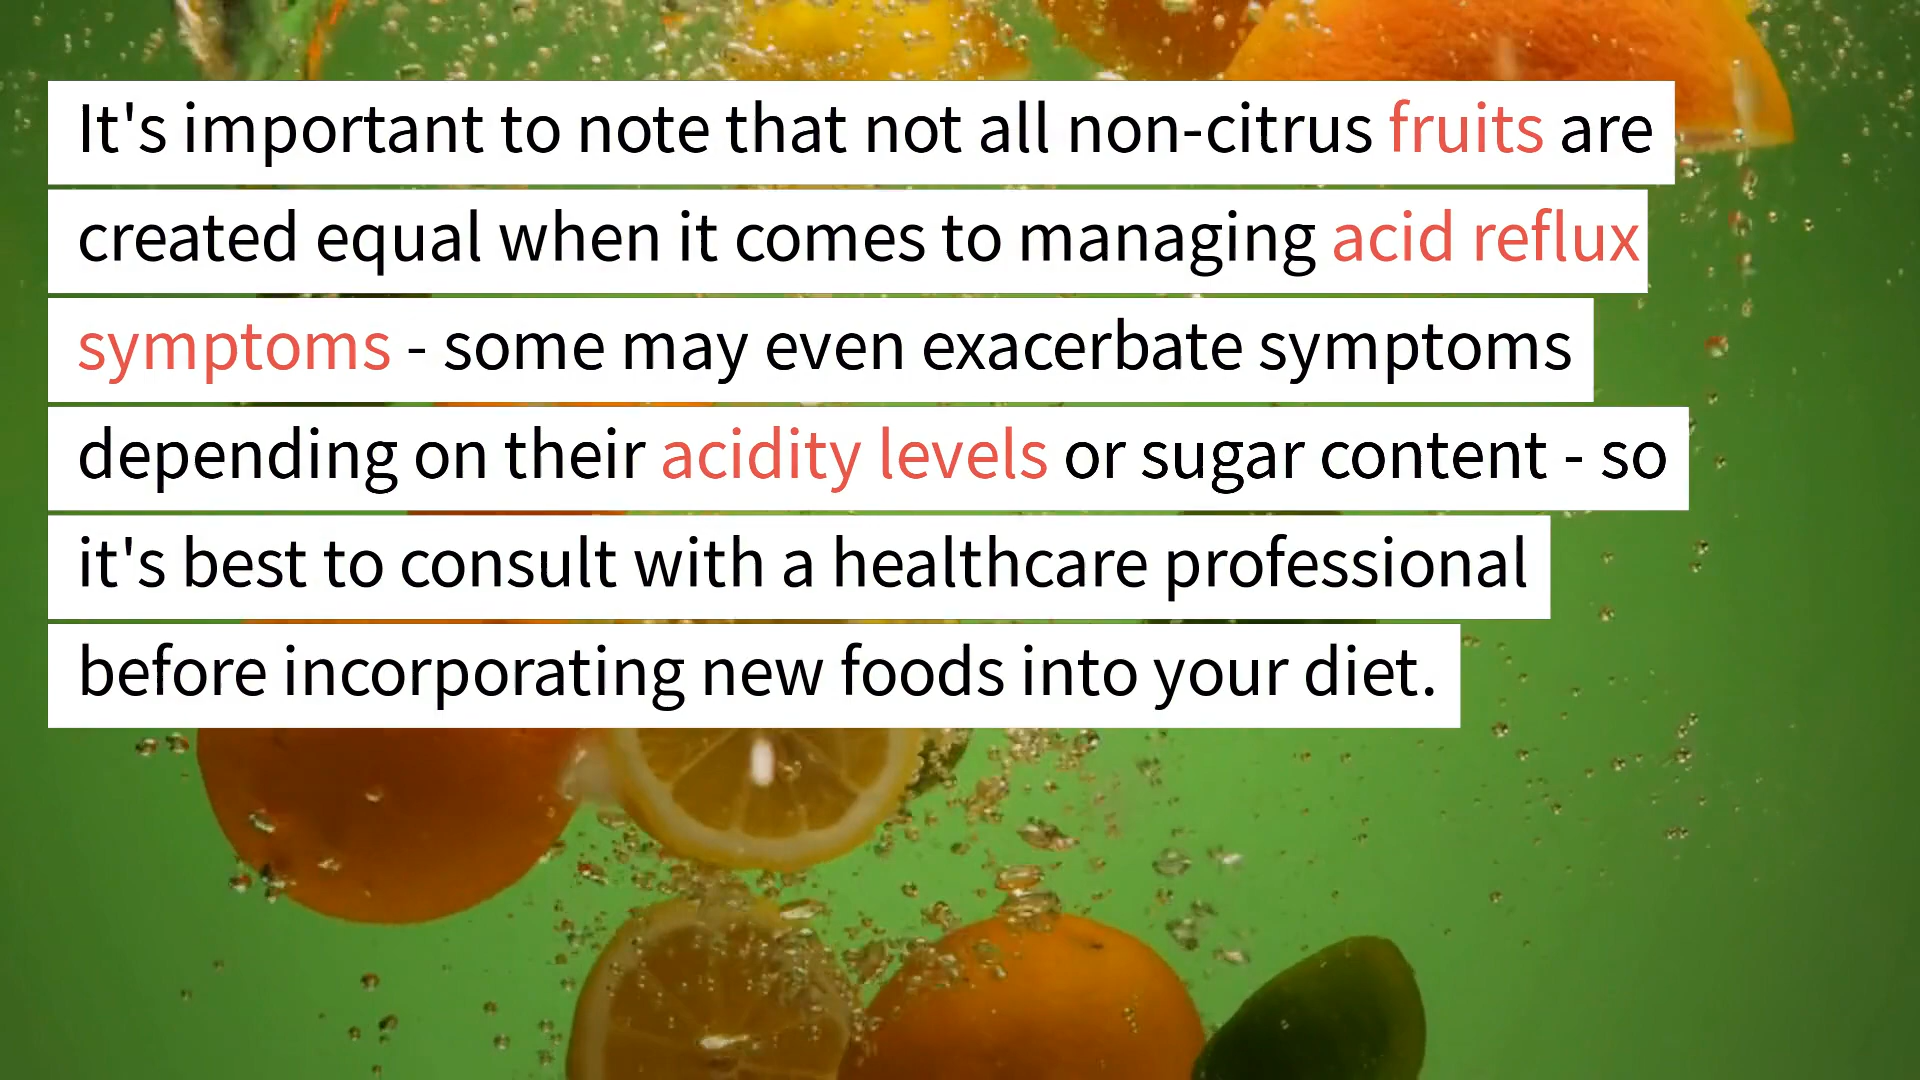 It's important to note that not all non-citrus fruits are
created equal when it comes to managing acid reflux
symptoms - some may even exacerbate symptoms
depending on their acidity levels or sugar content - so
it's best to consult with a healthcare professional
before incorporating new foods into your diet.